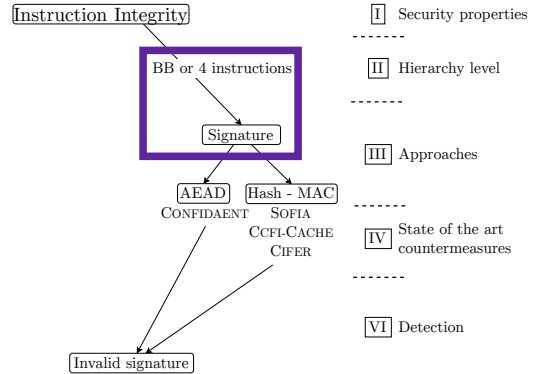 Instruction Integrity
I Security properties
BB or 4 instructions
II Hierarchy level
Signature
III Approaches
AEAD
Hash - MAC
CONFIDAENT
SOFIA
CCFI-CACHE
CIFER
IV State of the art
countermeasures
VI Detection
Invalid signature